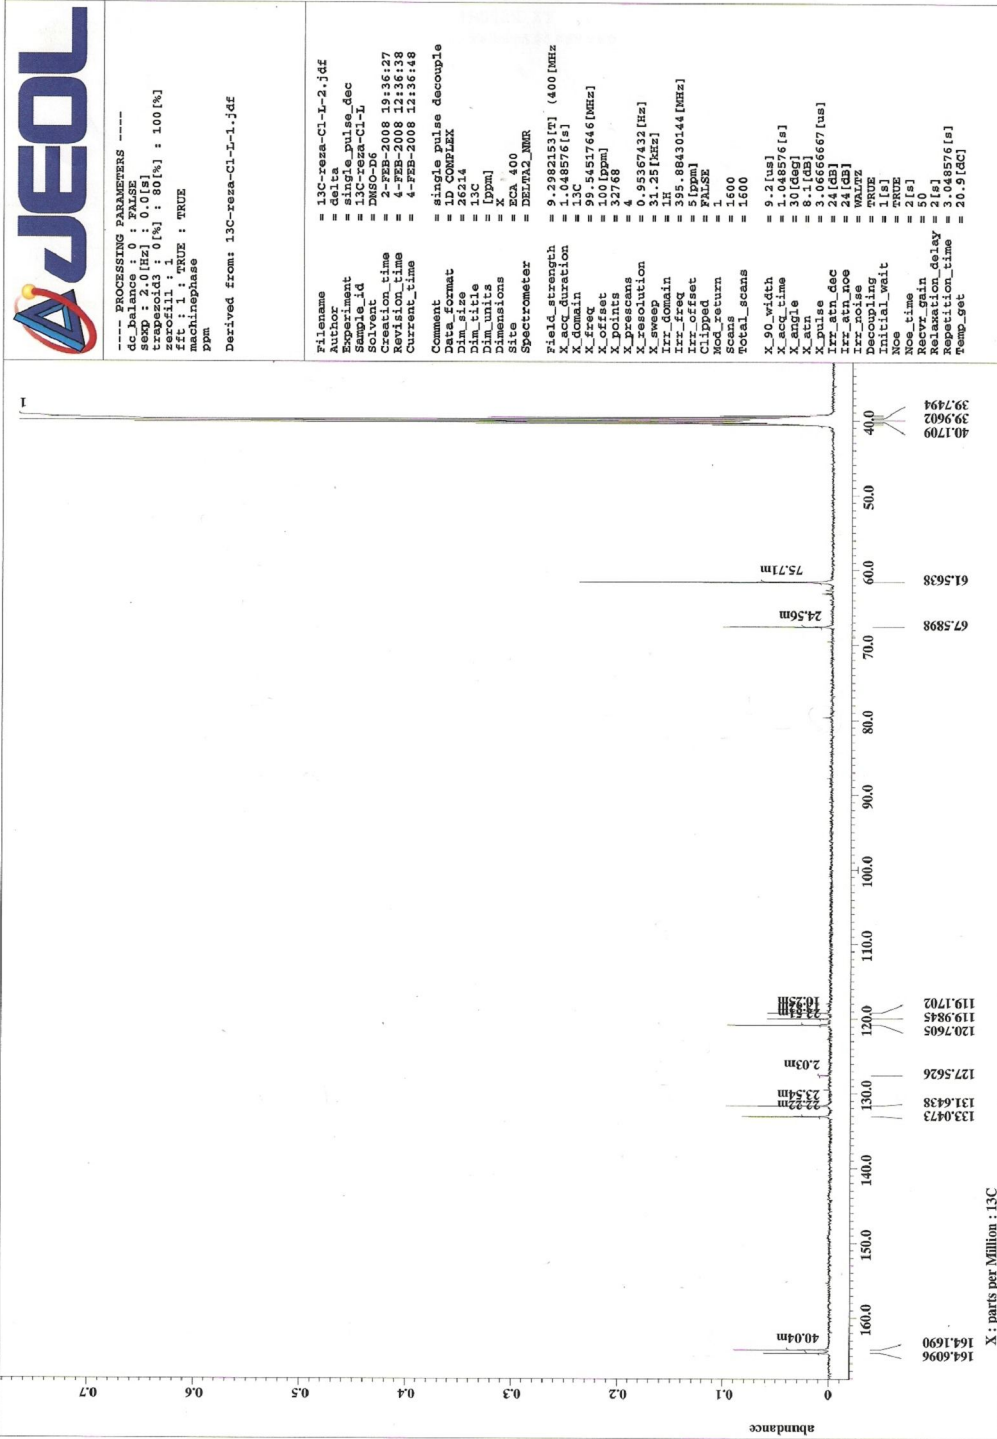 JEOL
---- PROCESSING PARAMETERS ----
dc_balance : 0 : FALSE
sexp : 2.0[Hz] : 0.0[s]
trapezoid3 : 0[%] : 80[%] : 100[%]
zerofill : 1
fft : 1 : TRUE : TRUE
machinephase
ppm
Derived from: 13C-reza-Cl-L-1.jdf
Filename = 13C-reza-Cl-L-2.jdf
Author = delta
Experiment = single_pulse_dec
Sample_id = 13C-reza-Cl-L
Solvent = DMSO-D6
Creation_time = 2-FEB-2008 19:36:27
Revision_time = 4-FEB-2008 12:36:38
Current_time = 4-FEB-2008 12:36:48
Comment = single pulse decouple
Data_format = 1D COMPLEX
Dim_size = 26214
Dim_title = 13C
Dim_units = [ppm]
Dimensions = X
Site = ECA 400
Spectrometer = DELTA2_NMR
Field_strength = 9.2982153[T] (400[MHz
X_acq_duration = 1.048576[s]
X_domain = 13C
X_freq = 99.54517646[MHz]
X_offset = 100[ppm]
X_points = 32768
X_prescans = 4
X_resolution = 0.95367432[Hz]
X_sweep = 31.25[kHz]
Irr_domain = 1H
Irr_freq = 395.88430144[MHz]
Irr_offset = 5[ppm]
Clipped = FALSE
Mod_return = 1
Scans = 1600
Total_scans = 1600
X_90_width = 9.2[us]
X_acq_time = 1.048576[s]
X_angle = 30[deg]
X_atn = 8.1[dB]
X_pulse = 3.06666667[us]
Irr_atn_dec = 24[dB]
Irr_atn_noe = 24[dB]
Irr_noise = WALTZ
Decoupling = TRUE
Initial_wait = 1[s]
Noe = TRUE
Noe_time = 2[s]
Recvr_gain = 50
Relaxation_delay = 2[s]
Repetition_time = 3.048576[s]
Temp_get = 20.9[dC]
abundance
0 0.1 0.2 0.3 0.4 0.5 0.6 0.7
40.04m
22.22m
23.54m
2.03m
23.51
10.25m
24.56m
75.71m
1
160.0 150.0 140.0 130.0 120.0 110.0 100.0 90.0 80.0 70.0 60.0 50.0 40.0
164.6096
164.1690
133.0473
131.6438
127.5626
120.7605
119.9845
119.1702
67.5898
61.5638
40.1709
39.9602
39.7494
X : parts per Million : 13C